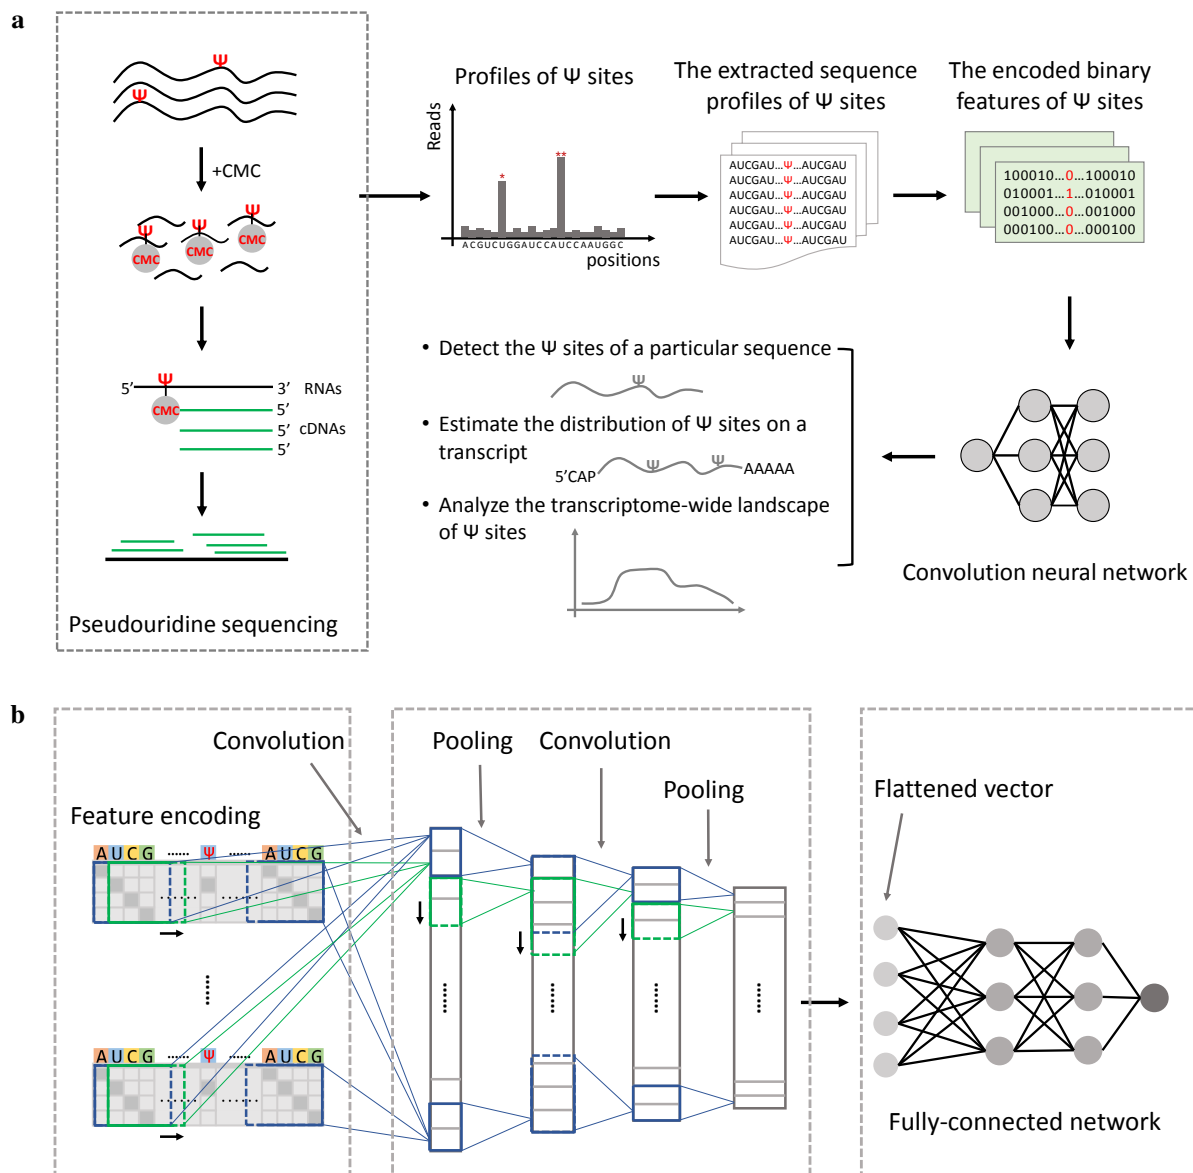 a
Ψ
Ψ
+CMC
Ψ
Ψ
Ψ
CMC
CMC
CMC
Ψ
5’
3’
RNAs
CMC
5’
5’
cDNAs
5’
Pseudouridine sequencing
Profiles of Ψ sites
Reads
*
**
ACGUCUGGAUCCAUCCAAUGGC
positions
The extracted sequence
profiles of Ψ sites
AUCGAU...Ψ...AUCGAU
AUCGAU...Ψ...AUCGAU
AUCGAU...Ψ...AUCGAU
AUCGAU...Ψ...AUCGAU
AUCGAU...Ψ...AUCGAU
AUCGAU...Ψ...AUCGAU
The encoded binary
features of Ψ sites
100010...0...100010
010001...1...010001
001000...0...001000
000100...0...000100
• Detect the Ψ sites of a particular sequence
Ψ
• Estimate the distribution of Ψ sites on a
transcript
Ψ
Ψ
5’CAP
AAAAA
• Analyze the transcriptome-wide landscape
of Ψ sites
Convolution neural network
b
Convolution
Pooling
Convolution
Pooling
Feature encoding
Flattened vector
A U C G ...... Ψ ...... A U C G
........ ........
......
A U C G ...... Ψ ...... A U C G
...... ...... ...... ......
Fully-connected network